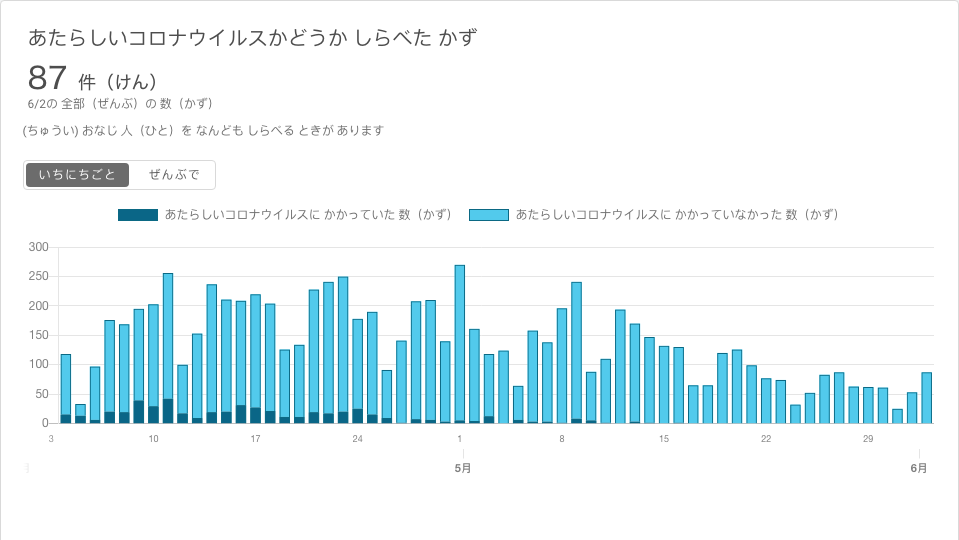 あたらしいコロナウイルスかどうか しらべた かず
87 件（けん）
6/2の 全部（ぜんぶ）の 数（かず）
(ちゅうい) おなじ 人（ひと）を なんども しらべる ときが あります
いちにちごと ぜんぶで
あたらしいコロナウイルスに かかっていた 数（かず） あたらしいコロナウイルスに かかっていなかった 数（かず）
300
250
200
150
100
50
0
3 10 17 24 1 8 15 22 29
5月 6月